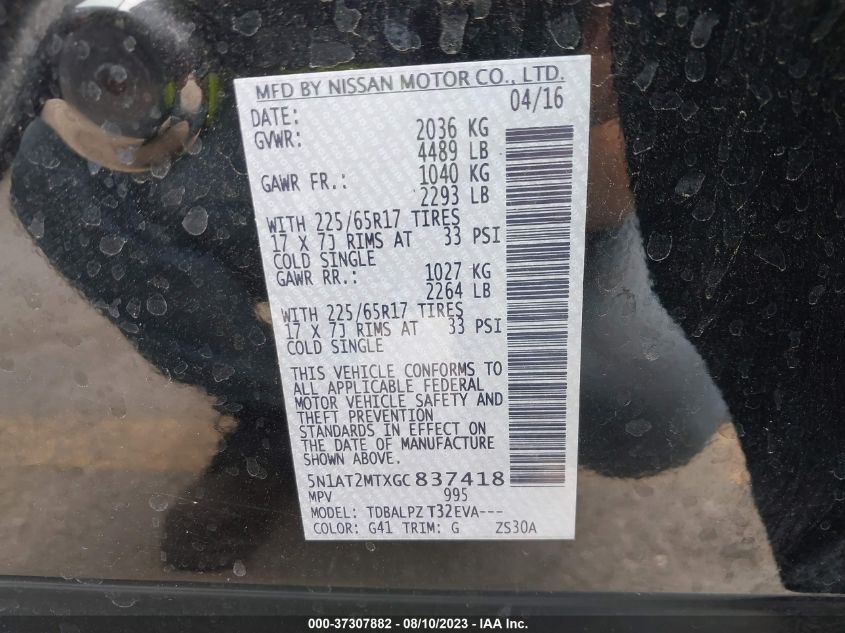 MFD BY NISSAN MOTOR CO., LTD.
DATE: 04/16
GVWR: 2036 KG
4489 LB
GAWR FR.: 1040 KG
2293 LB
WITH 225/65R17 TIRES
17 X 7J RIMS AT 33 PSI
COLD SINGLE
GAWR RR.: 1027 KG
2264 LB
WITH 225/65R17 TIRES
17 X 7J RIMS AT 33 PSI
COLD SINGLE
THIS VEHICLE CONFORMS TO
ALL APPLICABLE FEDERAL
MOTOR VEHICLE SAFETY AND
THEFT PREVENTION
STANDARDS IN EFFECT ON
THE DATE OF MANUFACTURE
SHOWN ABOVE.
5N1AT2MTXGC837418
MPV 995
MODEL: TDBALPZ T32EVA---
COLOR: G41 TRIM: G ZS30A
000-37307882 - 08/10/2023 - IAA Inc.